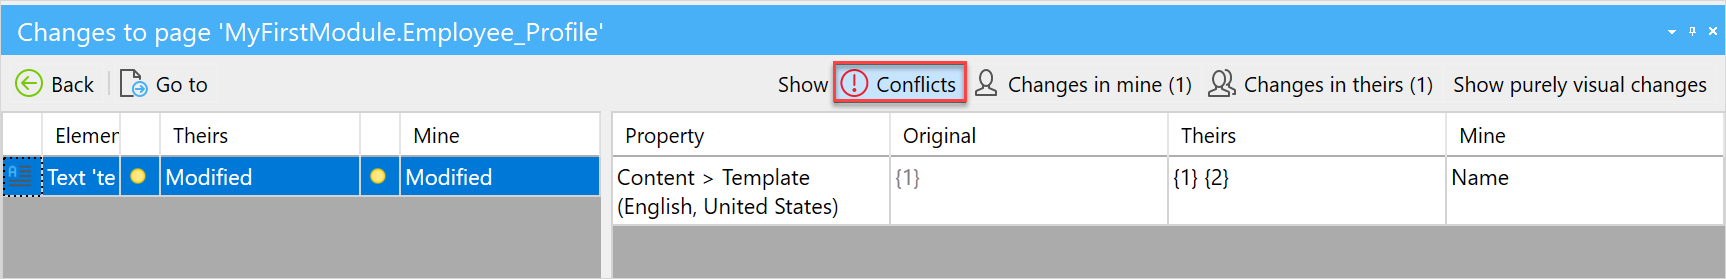 Changes to page 'MyFirstModule.Employee_Profile'
Back Go to Show Conflicts Changes in mine (1) Changes in theirs (1) Show purely visual changes
Elemen Theirs Mine Property Original Theirs Mine
Text 'te Modified Modified Content > Template {1} {1} {2} Name
(English, United States)